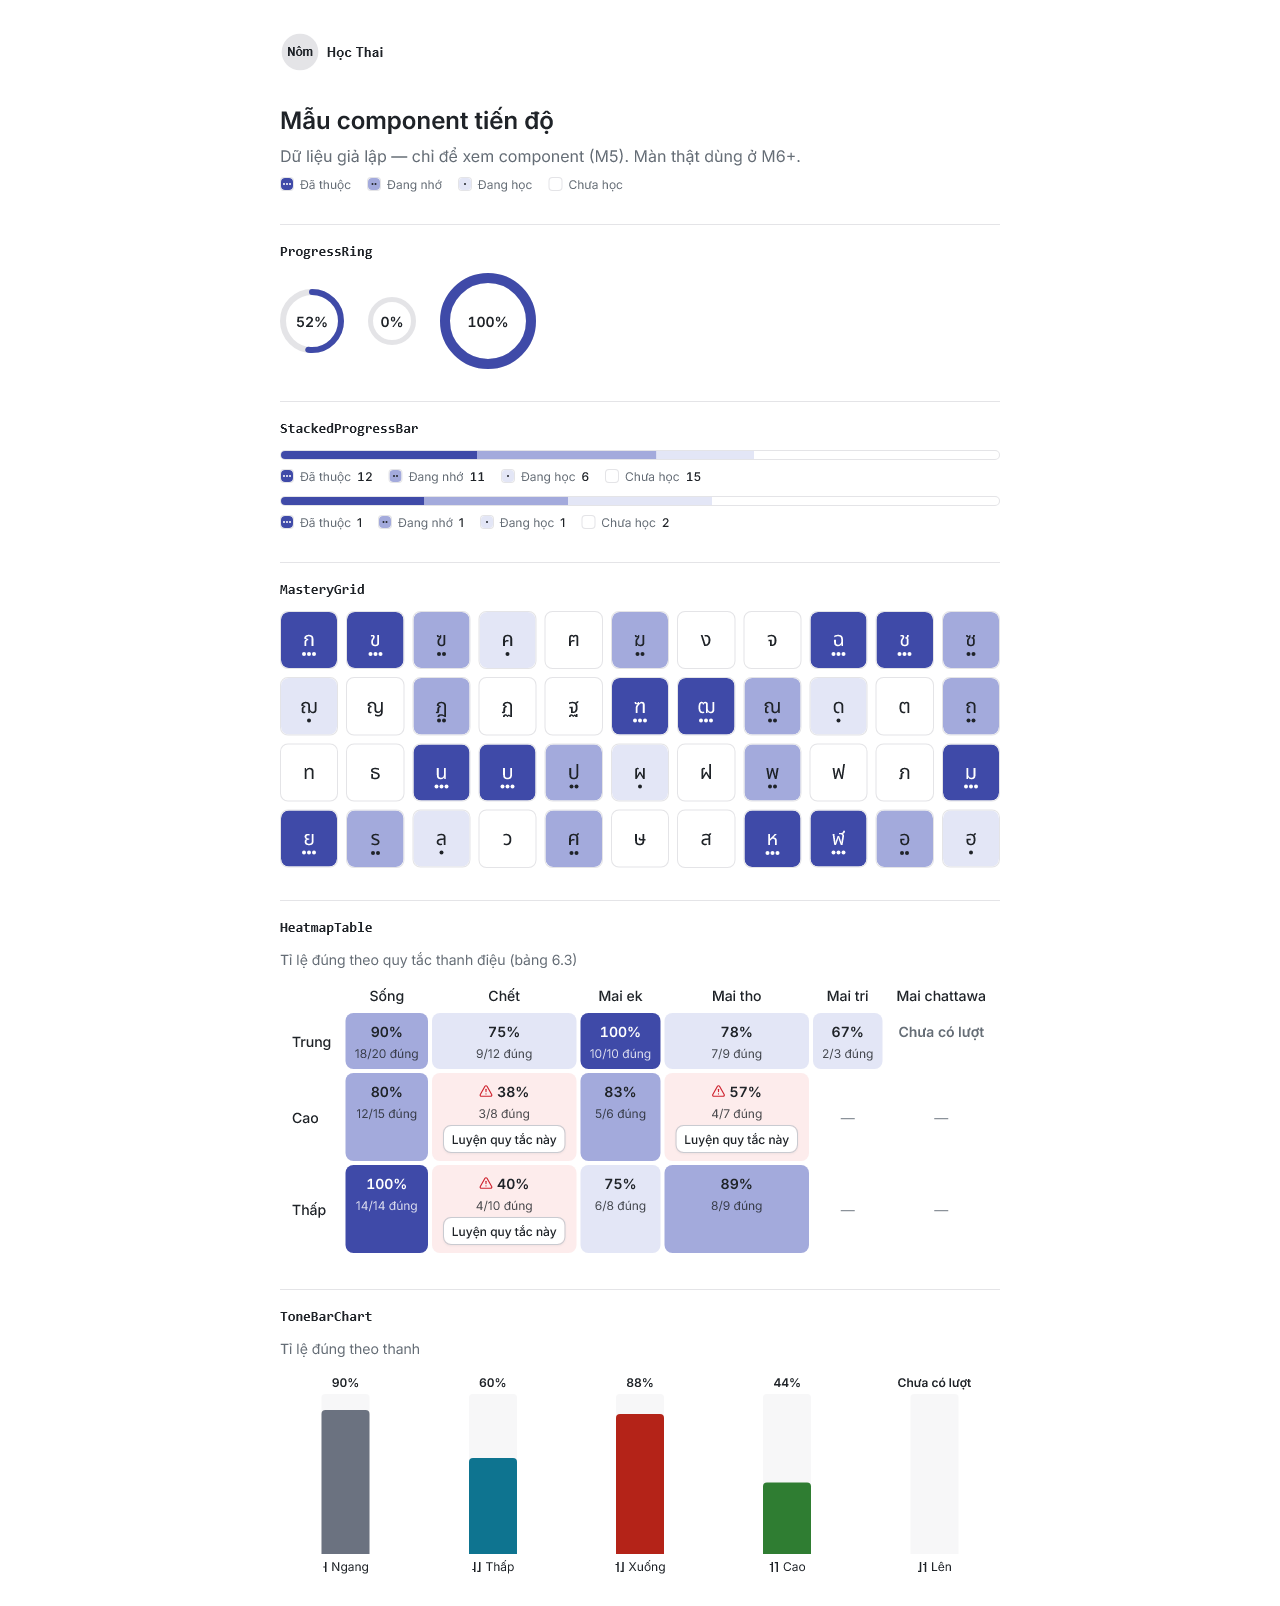 Nôm Học Thai
Mẫu component tiến độ
Dữ liệu giả lập — chỉ để xem component (M5). Màn thật dùng ở M6+.
Đã thuộc Đang nhớ Đang học Chưa học
ProgressRing
52% 0% 100%
StackedProgressBar
Đã thuộc 12 Đang nhớ 11 Đang học 6 Chưa học 15
Đã thuộc 1 Đang nhớ 1 Đang học 1 Chưa học 2
MasteryGrid
ก ข ฃ ค ฅ ฆ ง จ ฉ ช ซ
ฌ ญ ฎ ฏ ฐ ฑ ฒ ณ ด ต ถ
ท ธ น บ ป ผ ฝ พ ฟ ภ ม
ย ร ล ว ศ ษ ส ห ฬ อ ฮ
HeatmapTable
Tỉ lệ đúng theo quy tắc thanh điệu (bảng 6.3)
Sống Chết Mai ek Mai tho Mai tri Mai chattawa
Trung 90% 75% 100% 78% 67% Chưa có lượt
18/20 đúng 9/12 đúng 10/10 đúng 7/9 đúng 2/3 đúng
Cao 80% 38% 83% 57% — —
12/15 đúng 3/8 đúng 5/6 đúng 4/7 đúng
Luyện quy tắc này Luyện quy tắc này
Thấp 100% 40% 75% 89% — —
14/14 đúng 4/10 đúng 6/8 đúng 8/9 đúng
Luyện quy tắc này
ToneBarChart
Tỉ lệ đúng theo thanh
90% 60% 88% 44% Chưa có lượt
˧ Ngang ˨˩ Thấp ˥˩ Xuống ˦˥ Cao ˩˥ Lên